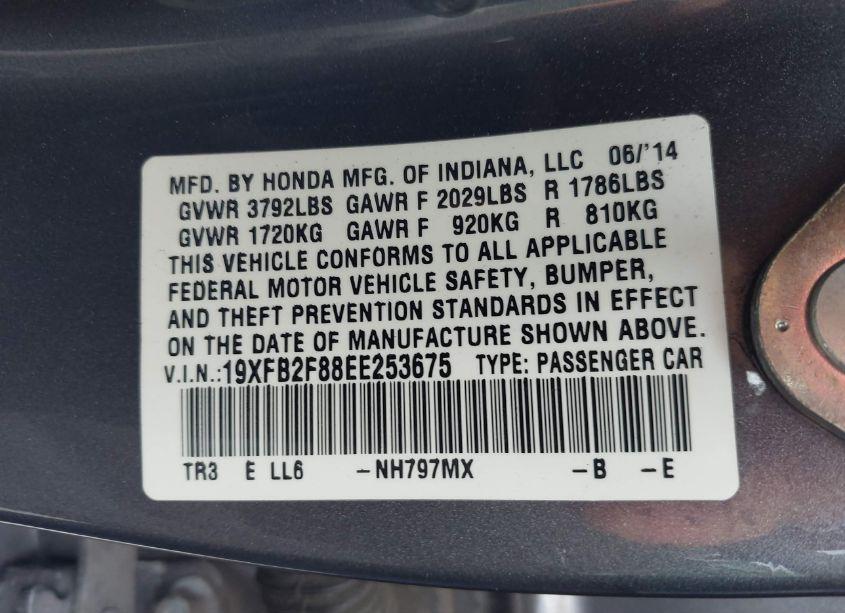 MFD. BY HONDA MFG. OF INDIANA, LLC 06/'14
GVWR 3792LBS GAWR F 2029LBS R 1786LBS
GVWR 1720KG GAWR F 920KG R 810KG
THIS VEHICLE CONFORMS TO ALL APPLICABLE
FEDERAL MOTOR VEHICLE SAFETY, BUMPER,
AND THEFT PREVENTION STANDARDS IN EFFECT
ON THE DATE OF MANUFACTURE SHOWN ABOVE.
V.I.N.:19XFB2F88EE253675 TYPE: PASSENGER CAR
TR3 E LL6 -NH797MX -B -E